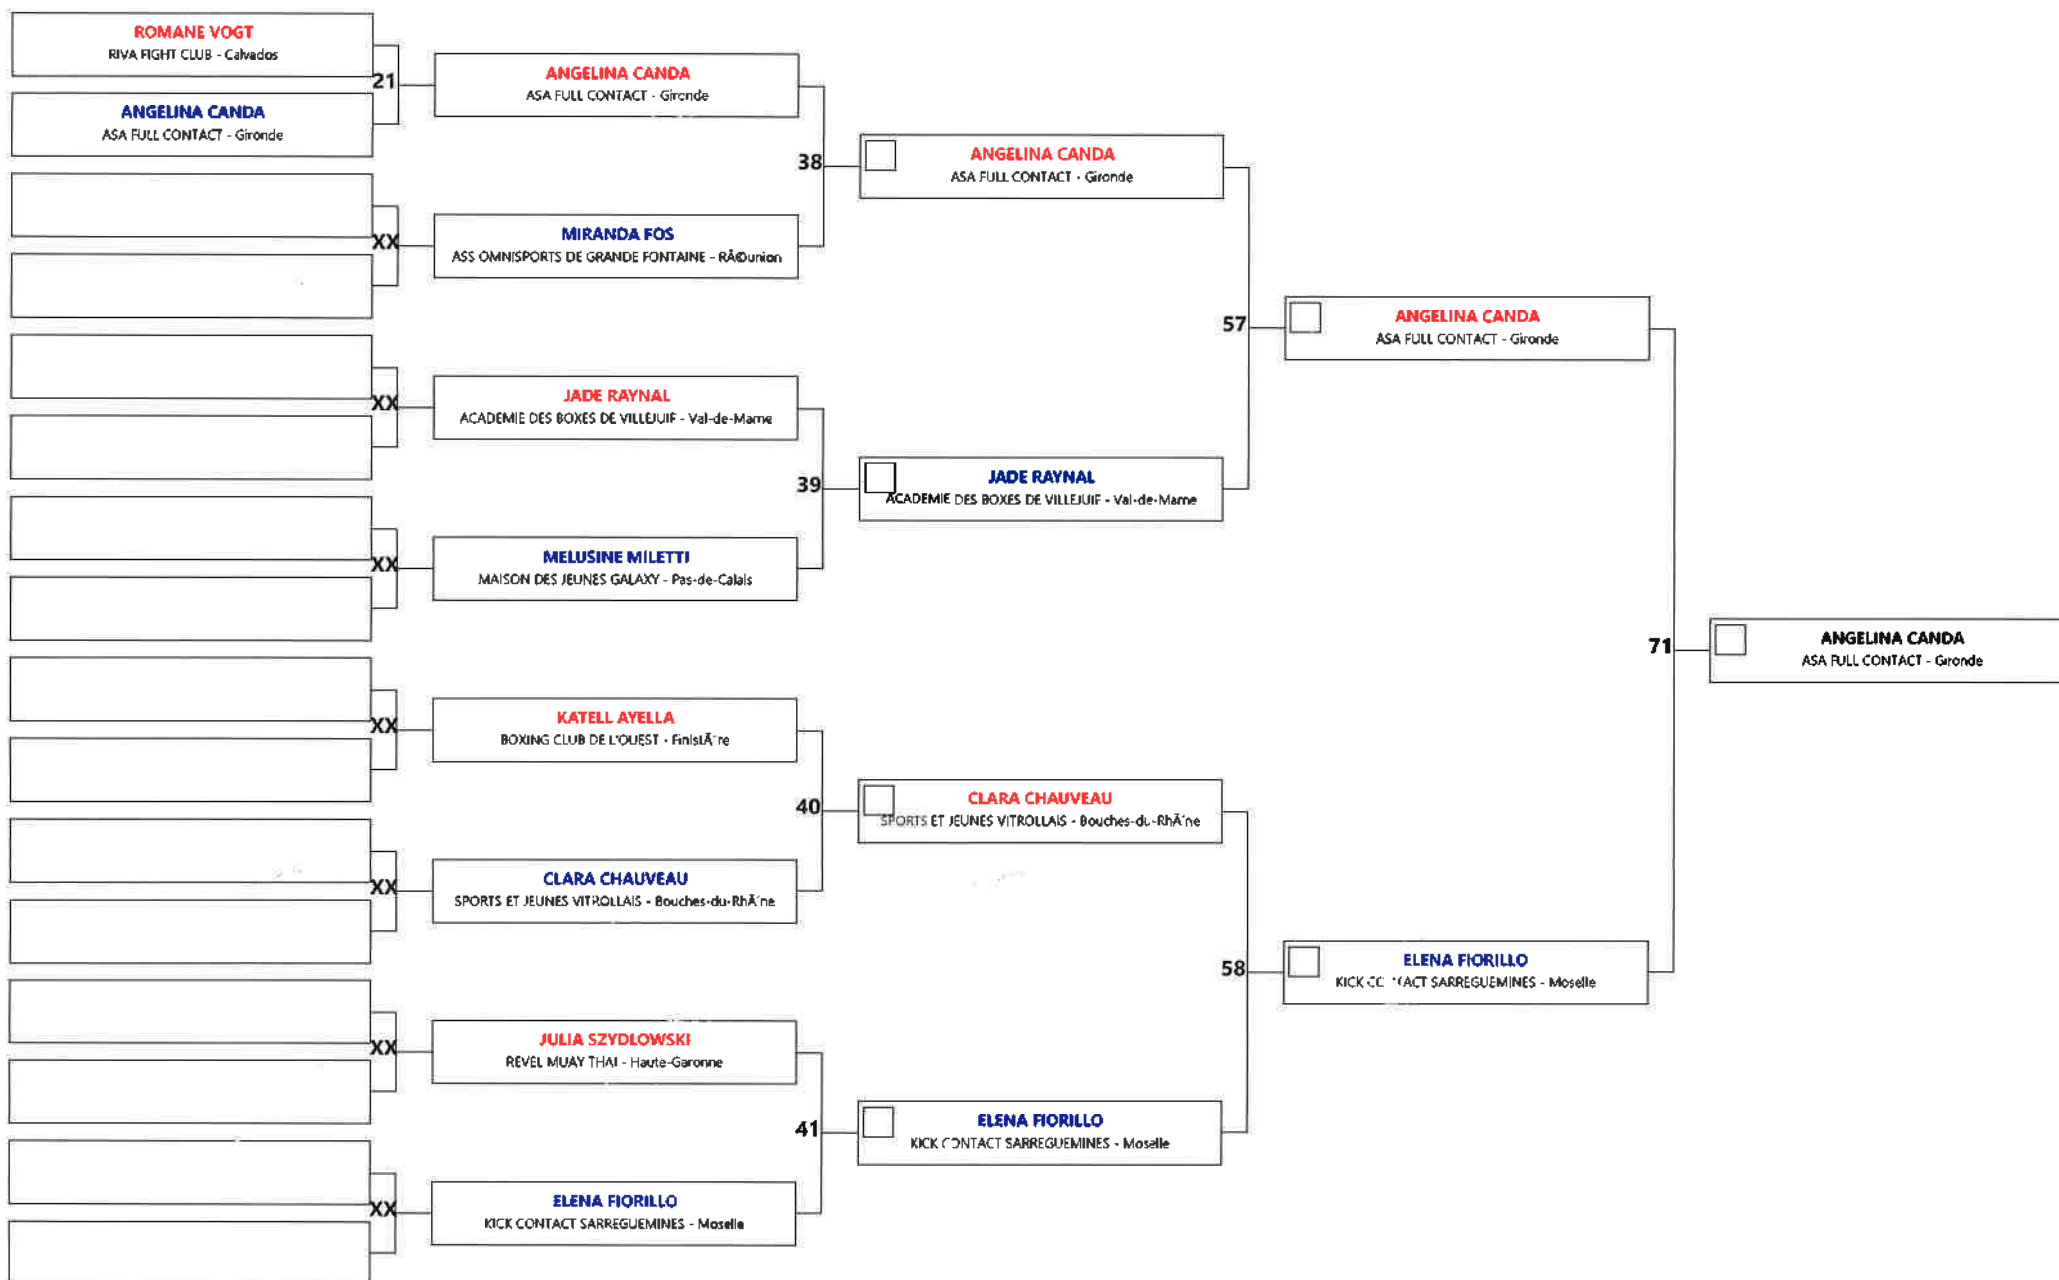 ROMANE VOGT
RIVA FIGHT CLUB - Calvados
21
ANGELINA CANDA
ASA FULL CONTACT - Gironde
XX
XX
XX
XX
XX
XX
XX
ANGELINA CANDA
ASA FULL CONTACT - Gironde
38
MIRANDA FOS
ASS OMNISPORTS DE GRANDE FONTAINE - RÃ©union
JADE RAYNAL
ACADEMIE DES BOXES DE VILLEJUIF - Val-de-Marne
39
MELUSINE MILETTI
MAISON DES JEUNES GALAXY - Pas-de-Calais
KATELL AYELLA
BOXING CLUB DE L'OUEST - FinistÃ¨re
40
CLARA CHAUVEAU
SPORTS ET JEUNES VITROLLAIS - Bouches-du-RhÃ´ne
JULIA SZYDLOWSKI
REVEL MUAY THAI - Haute-Garonne
41
ELENA FIORILLO
KICK CONTACT SARREGUEMINES - Moselle
ANGELINA CANDA
ASA FULL CONTACT - Gironde
57
JADE RAYNAL
ACADEMIE DES BOXES DE VILLEJUIF - Val-de-Marne
CLARA CHAUVEAU
SPORTS ET JEUNES VITROLLAIS - Bouches-du-RhÃ´ne
58
ELENA FIORILLO
KICK CONTACT SARREGUEMINES - Moselle
ANGELINA CANDA
ASA FULL CONTACT - Gironde
71
ELENA FIORILLO
KICK CONTACT SARREGUEMINES - Moselle
ANGELINA CANDA
ASA FULL CONTACT - Gironde